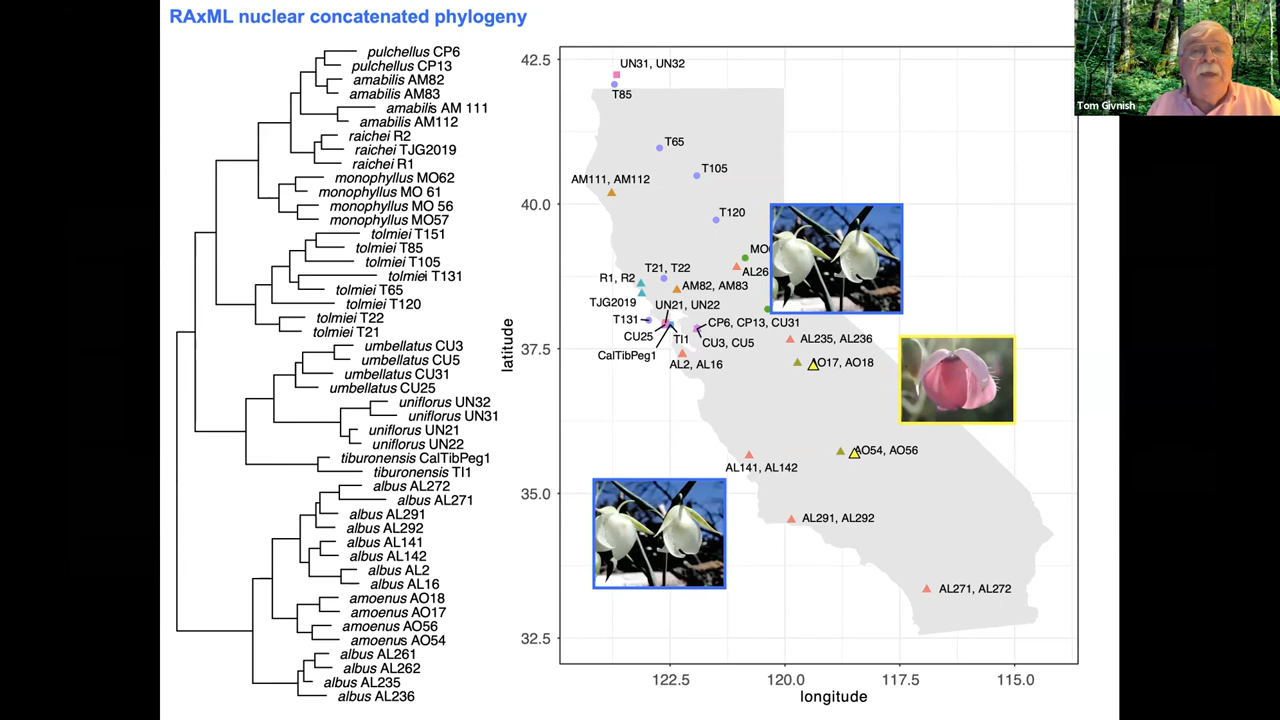 RAxML nuclear concatenated phylogeny
Tom Givnish
pulchellus CP6
pulchellus CP13
amabilis AM82
amabilis AM83
amabilis AM 111
amabilis AM112
raichei R2
raichei TJG2019
raichei R1
monophyllus MO62
monophyllus MO 61
monophyllus MO 56
monophyllus MO57
tolmiei T151
tolmiei T85
tolmiei T105
tolmiei T131
tolmiei T65
tolmiei T120
tolmiei T22
tolmiei T21
umbellatus CU3
umbellatus CU5
umbellatus CU31
umbellatus CU25
uniflorus UN32
uniflorus UN31
uniflorus UN21
uniflorus UN22
tiburonensis CalTibPeg1
tiburonensis TI1
albus AL272
albus AL271
albus AL291
albus AL292
albus AL141
albus AL142
albus AL2
albus AL16
amoenus AO18
amoenus AO17
amoenus AO56
amoenus AO54
albus AL261
albus AL262
albus AL235
albus AL236
latitude
42.5
40.0
37.5
35.0
32.5
UN31, UN32
T85
T65
T105
AM111, AM112
T120
MO
AL26
T21, T22
R1, R2
AM82, AM83
TJG2019
UN21, UN22
T131
CP6, CP13, CU31
CU25
TI1
CU3, CU5
CalTibPeg1
AL235, AL236
AL2, AL16
AO17, AO18
AO54, AO56
AL141, AL142
AL291, AL292
AL271, AL272
122.5
120.0
117.5
115.0
longitude